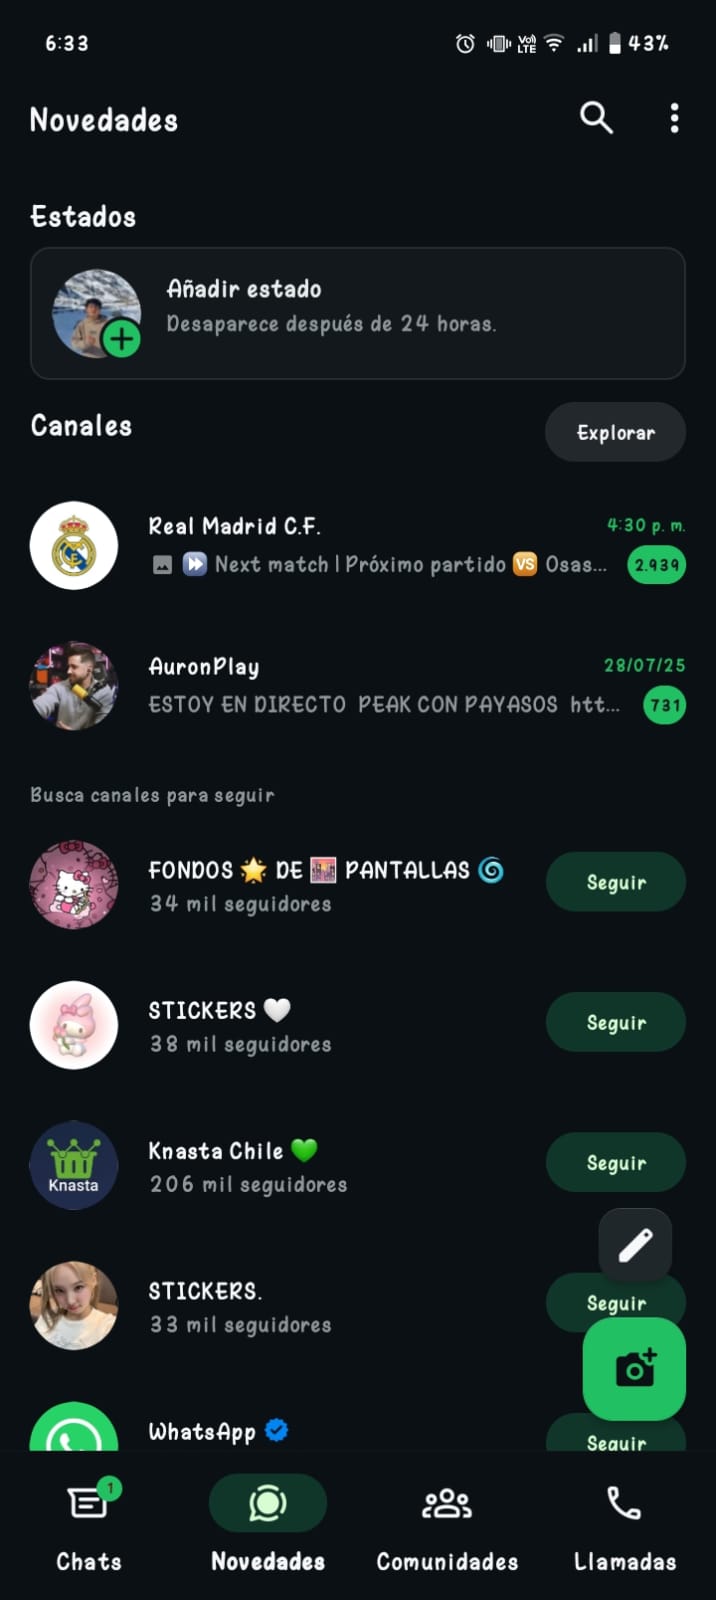 6:33
Vo) LTE
43%
Novedades
Estados
Añadir estado
Desaparece después de 24 horas.
Canales
Explorar
Real Madrid C.F.
4:30 p. m.
⏩ Next match | Próximo partido 🆚 Osas...
2.939
AuronPlay
28/07/25
ESTOY EN DIRECTO PEAK CON PAYASOS htt...
731
Busca canales para seguir
FONDOS 🌟 DE 🌇 PANTALLAS 🌀
34 mil seguidores
Seguir
STICKERS 🤍
38 mil seguidores
Seguir
Knasta
Knasta Chile 💚
206 mil seguidores
Seguir
STICKERS.
33 mil seguidores
Seguir
WhatsApp
Seguir
1
Chats
Novedades
Comunidades
Llamadas